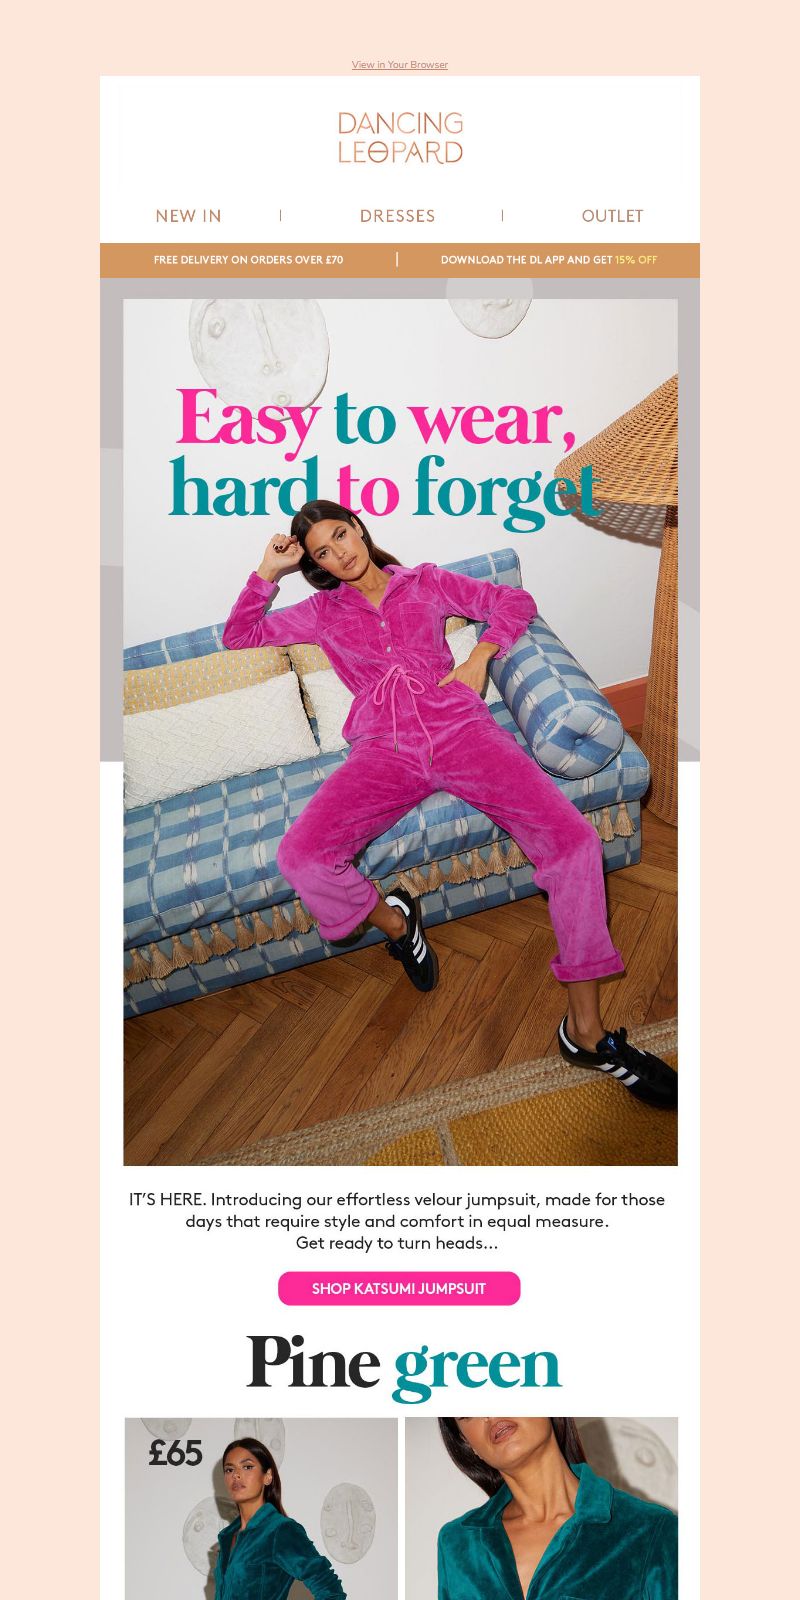 View in Your Browser
DANCING
LEOPARD
NEW IN | DRESSES | OUTLET
FREE DELIVERY ON ORDERS OVER £70 | DOWNLOAD THE DL APP AND GET 15% OFF
Easy to wear,
hard to forget
IT'S HERE. Introducing our effortless velour jumpsuit, made for those
days that require style and comfort in equal measure.
Get ready to turn heads...
SHOP KATSUMI JUMPSUIT
Pine green
£65